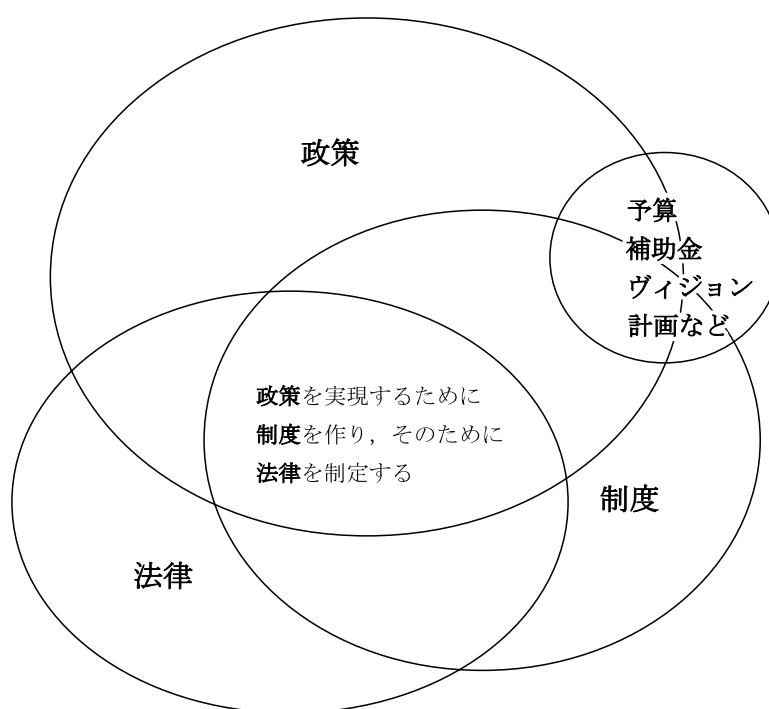 政策
予算
補助金
ヴィジョン
計画など
政策を実現するために
制度を作り，そのために
法律を制定する
制度
法律